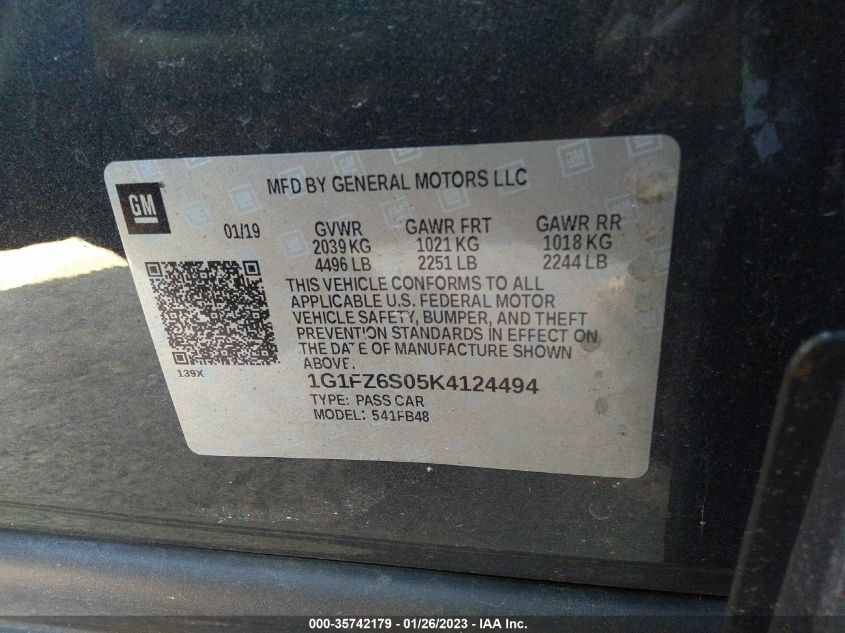 MFD BY GENERAL MOTORS LLC
GM
01/19 GVWR GAWR FRT GAWR RR
2039 KG 1021 KG 1018 KG
4496 LB 2251 LB 2244 LB
THIS VEHICLE CONFORMS TO ALL
APPLICABLE U.S. FEDERAL MOTOR
VEHICLE SAFETY, BUMPER, AND THEFT
PREVENTION STANDARDS IN EFFECT ON
THE DATE OF MANUFACTURE SHOWN
ABOVE.
139X
1G1FZ6S05K4124494
TYPE: PASS CAR
MODEL: 541FB48
000-35742179 — 01/26/2023 — IAA Inc.